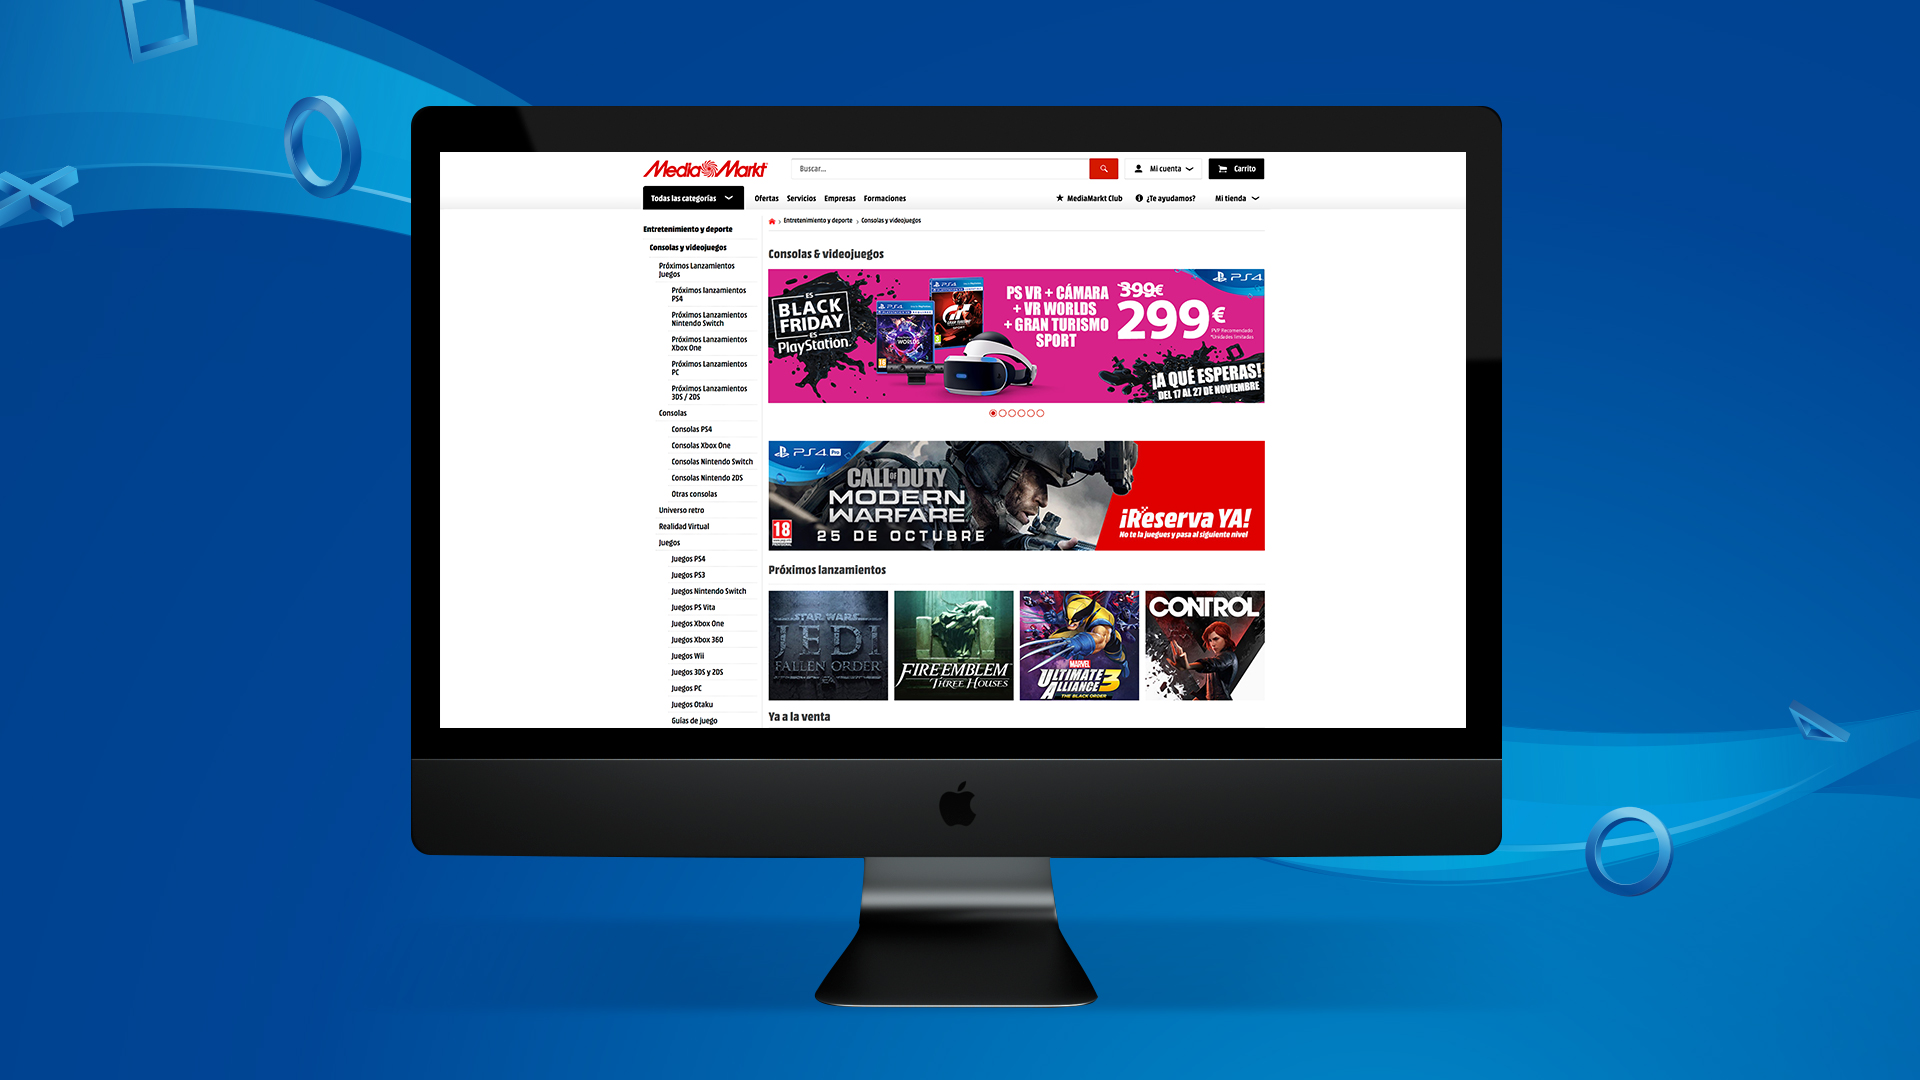 MediaMarkt
Buscar...
Mi cuenta
Carrito
Todas las categorías
Ofertas
Servicios
Empresas
Formaciones
MediaMarkt Club
¿Te ayudamos?
Mi tienda
Entretenimiento y deporte
Consolas y videojuegos
Próximos Lanzamientos
Juegos
Próximos lanzamientos
PS4
Próximos Lanzamientos
Nintendo Switch
Próximos Lanzamientos
Xbox One
Próximos Lanzamientos
PC
Próximos Lanzamientos
3DS / 2DS
Consolas
Consolas PS4
Consolas Xbox One
Consolas Nintendo Switch
Consolas Nintendo 2DS
Otras consolas
Universo retro
Realidad Virtual
Juegos
Juegos PS4
Juegos PS3
Juegos Nintendo Switch
Juegos PS Vita
Juegos Xbox One
Juegos Xbox 360
Juegos Wii
Juegos 3DS y 2DS
Juegos PC
Juegos Otaku
Guías de juego
Entretenimiento y deporte › Consolas y videojuegos
Consolas & videojuegos
ES
BLACK
FRIDAY
ES
PlayStation.
PS4
WORLDS
PS4
GT
GRAN TURISMO
SPORT
PS VR + CÁMARA
+ VR WORLDS
+ GRAN TURISMO
SPORT
399€
299€
PVP Recomendado
*Unidades limitadas
PS4
¡A QUÉ ESPERAS!
DEL 17 AL 27 DE NOVIEMBRE
PS4 Pro
CALL OF DUTY
MODERN
WARFARE
25 DE OCTUBRE
18
¡Reserva YA!
No te la juegues y pasa al siguiente nivel
Próximos lanzamientos
STAR WARS
JEDI
FALLEN ORDER
EA
FIRE EMBLEM
THREE HOUSES
MARVEL
ULTIMATE
ALLIANCE 3
THE BLACK ORDER
CONTROL
Ya a la venta